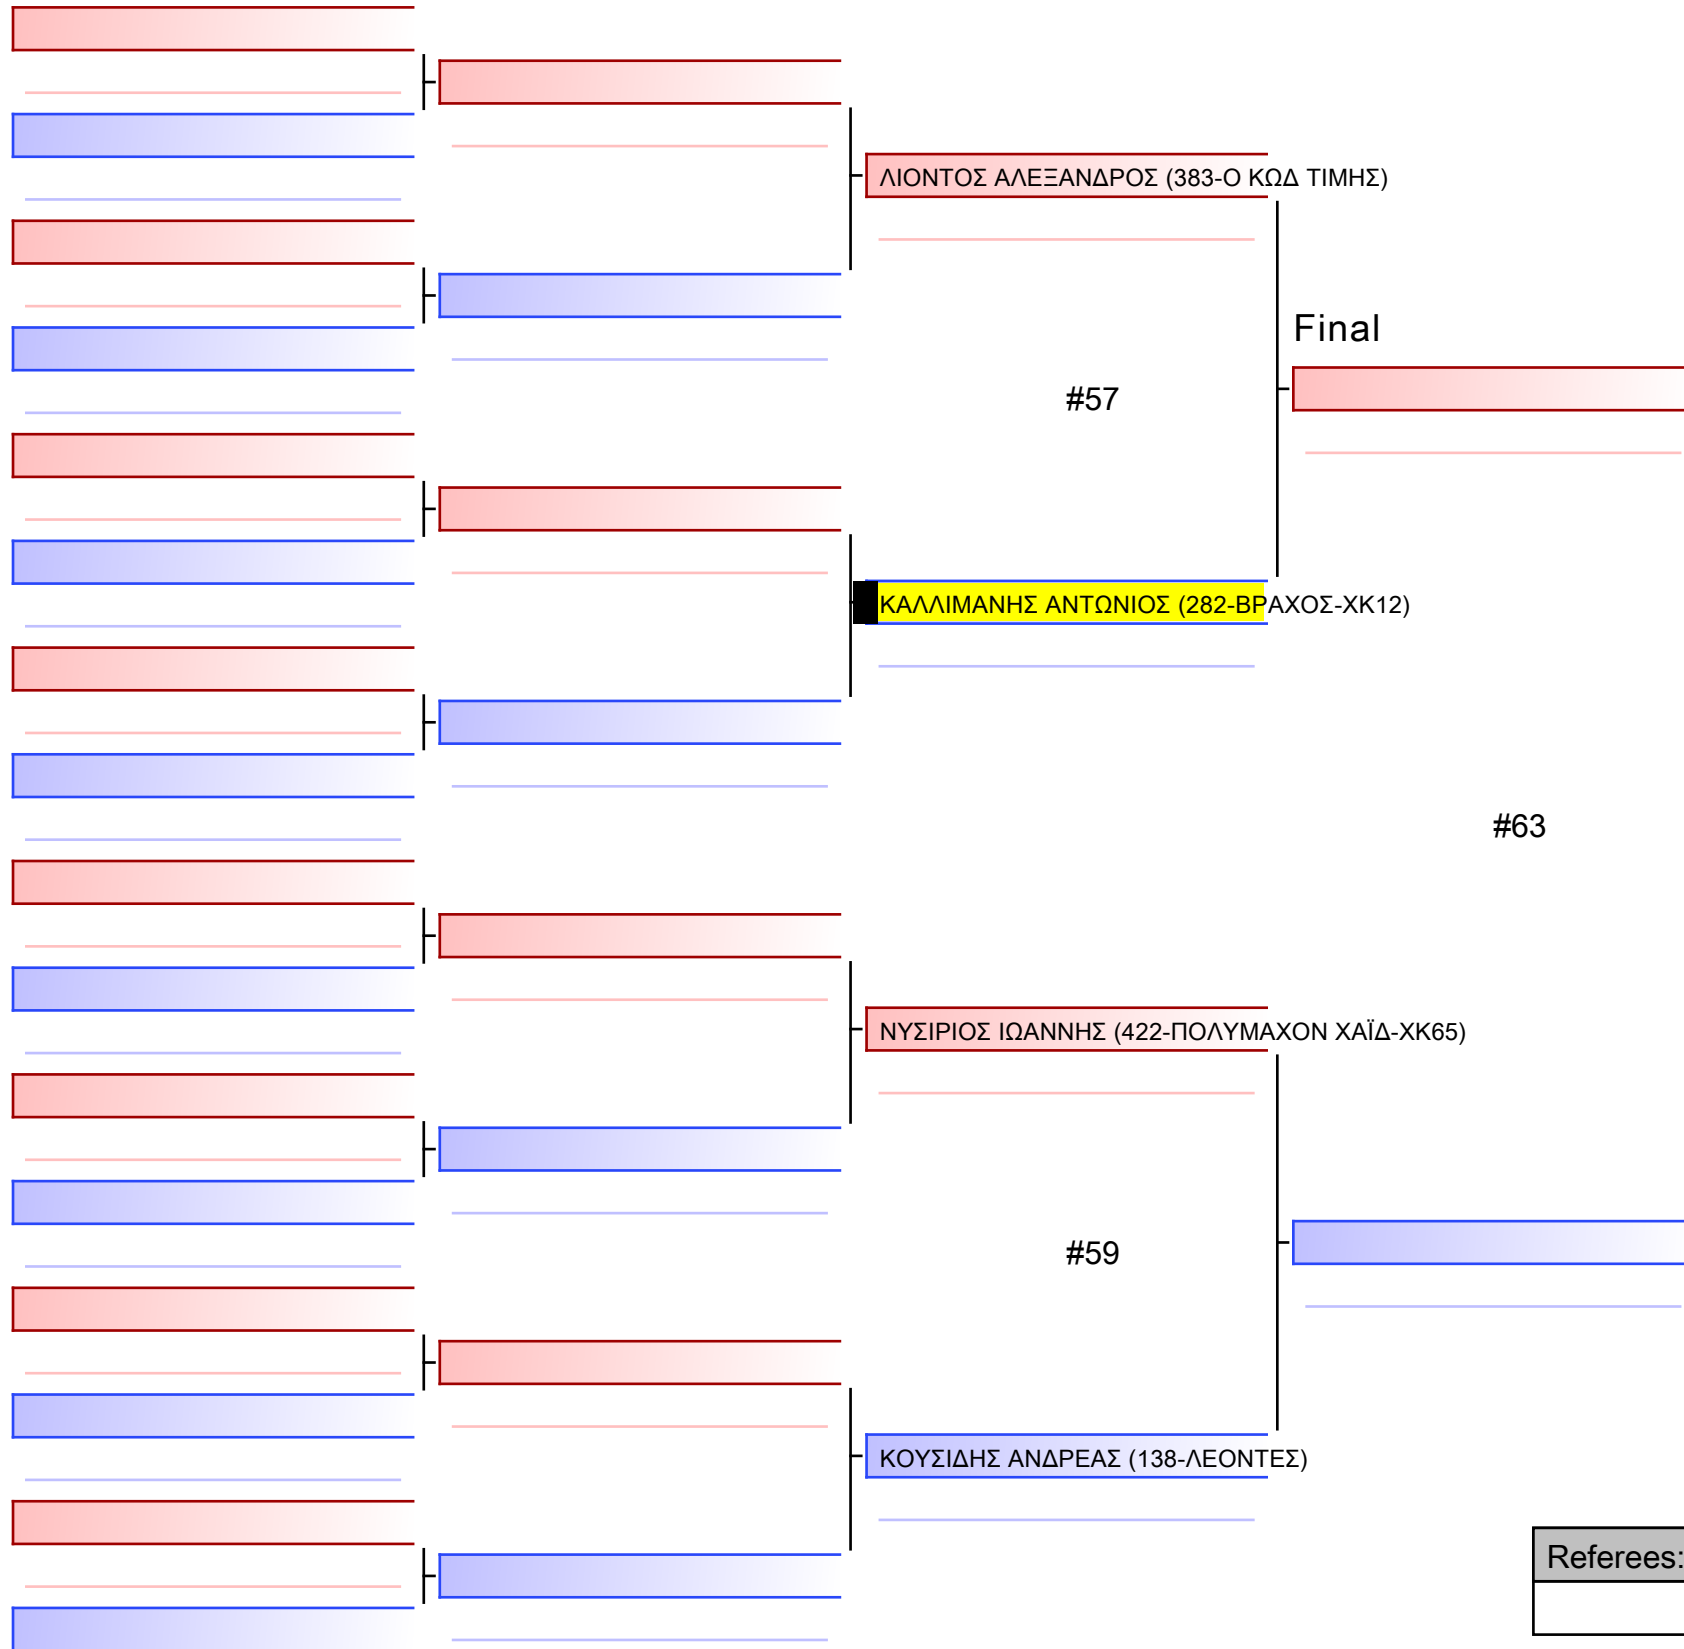 ΛΙΟΝΤΟΣ ΑΛΕΞΑΝΔΡΟΣ (383-Ο ΚΩΔ ΤΙΜΗΣ)
Final
#57
ΚΑΛΛΙΜΑΝΗΣ ΑΝΤΩΝΙΟΣ (282-ΒΡΑΧΟΣ-ΧΚ12)
#63
ΝΥΣΙΡΙΟΣ ΙΩΑΝΝΗΣ (422-ΠΟΛΥΜΑΧΟΝ ΧΑΪΔ-ΧΚ65)
#59
ΚΟΥΣΙΔΗΣ ΑΝΔΡΕΑΣ (138-ΛΕΟΝΤΕΣ)
Referees: